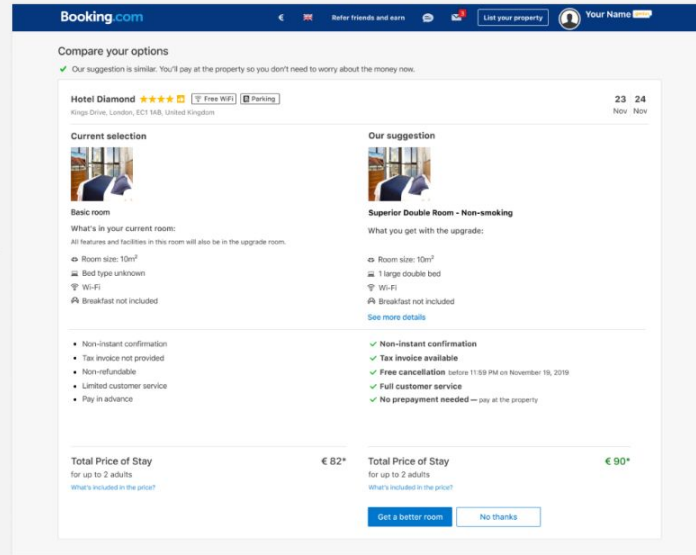 Booking.com
€
Refer friends and earn
List your property
Your Name
Compare your options
Our suggestion is similar. You'll pay at the property so you don't need to worry about the money now.
Hotel Diamond
Free WiFi
Parking
23 24
Nov Nov
Kings Drive, London, EC1 1AB, United Kingdom
Current selection
Basic room
What's in your current room:
All features and facilities in this room will also be in the upgrade room.
Room size: 10m²
Bed type unknown
Wi-Fi
Breakfast not included
Our suggestion
Superior Double Room - Non-smoking
What you get with the upgrade:
Room size: 10m²
1 large double bed
Wi-Fi
Breakfast not included
See more details
Non-instant confirmation
Tax invoice not provided
Non-refundable
Limited customer service
Pay in advance
Non-instant confirmation
Tax invoice available
Free cancellation before 11:59 PM on November 19, 2019
Full customer service
No prepayment needed — pay at the property
Total Price of Stay € 82*
for up to 2 adults
What's included in the price?
Total Price of Stay € 90*
for up to 2 adults
What's included in the price?
Get a better room
No thanks